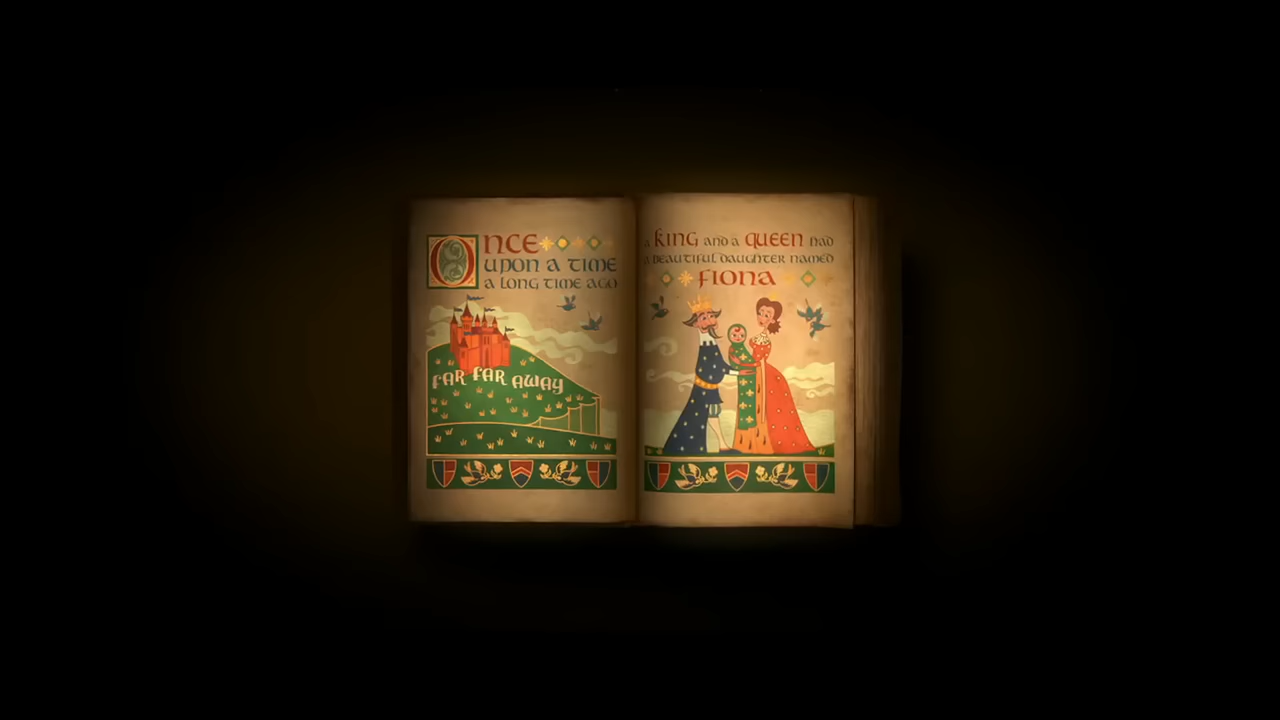 ONCE
UPON A TIME
A LONG TIME AGO
FAR FAR AWAY
a KING and a QUEEN had
a beautiful daughter named
FIONA